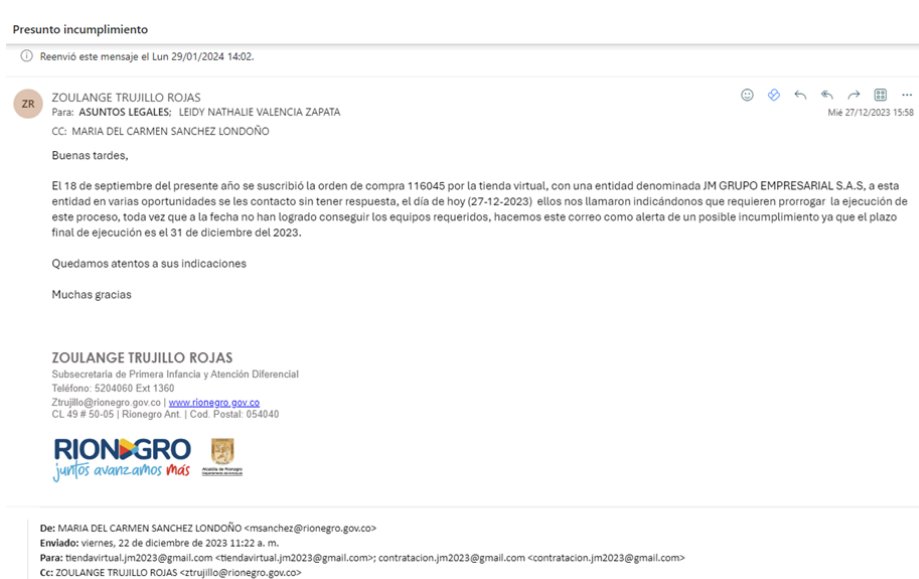 Presunto incumplimiento
Reenvió este mensaje el Lun 29/01/2024 14:02.
ZR
ZOULANGE TRUJILLO ROJAS
Para: ASUNTOS LEGALES; LEIDY NATHALIE VALENCIA ZAPATA
Mié 27/12/2023 15:58
CC: MARIA DEL CARMEN SANCHEZ LONDOÑO
Buenas tardes,
El 18 de septiembre del presente año se suscribió la orden de compra 116045 por la tienda virtual, con una entidad denominada JM GRUPO EMPRESARIAL S.A.S, a esta
entidad en varias oportunidades se les contacto sin tener respuesta, el día de hoy (27-12-2023) ellos nos llamaron indicándonos que requieren prorrogar la ejecución de
este proceso, toda vez que a la fecha no han logrado conseguir los equipos requeridos, hacemos este correo como alerta de un posible incumplimiento ya que el plazo
final de ejecución es el 31 de diciembre del 2023.
Quedamos atentos a sus indicaciones
Muchas gracias
ZOULANGE TRUJILLO ROJAS
Subsecretaria de Primera Infancia y Atención Diferencial
Teléfono: 5204060 Ext 1360
Ztrujillo@rionegro.gov.co | www.rionegro.gov.co
CL 49 # 50-05 | Rionegro Ant. | Cod. Postal: 054040
RIONEGRO
juntos avanzamos más
Alcaldía de Rionegro
De: MARIA DEL CARMEN SANCHEZ LONDOÑO <msanchez@rionegro.gov.co>
Enviado: viernes, 22 de diciembre de 2023 11:22 a. m.
Para: tiendavirtual.jm2023@gmail.com <tiendavirtual.jm2023@gmail.com>; contratacion.jm2023@gmail.com <contratacion.jm2023@gmail.com>
Cc: ZOULANGE TRUJILLO ROJAS <ztrujillo@rionegro.gov.co>